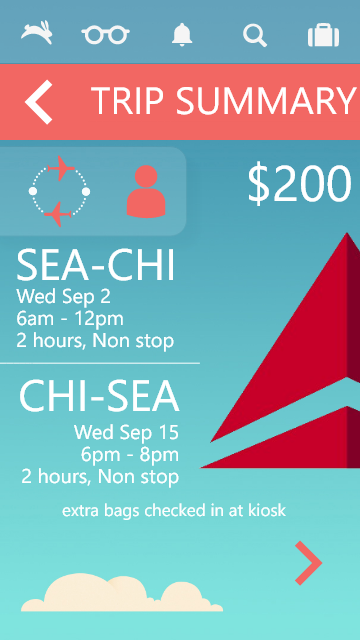 TRIP SUMMARY
$200
SEA-CHI
Wed Sep 2
6am - 12pm
2 hours, Non stop
CHI-SEA
Wed Sep 15
6pm - 8pm
2 hours, Non stop
extra bags checked in at kiosk